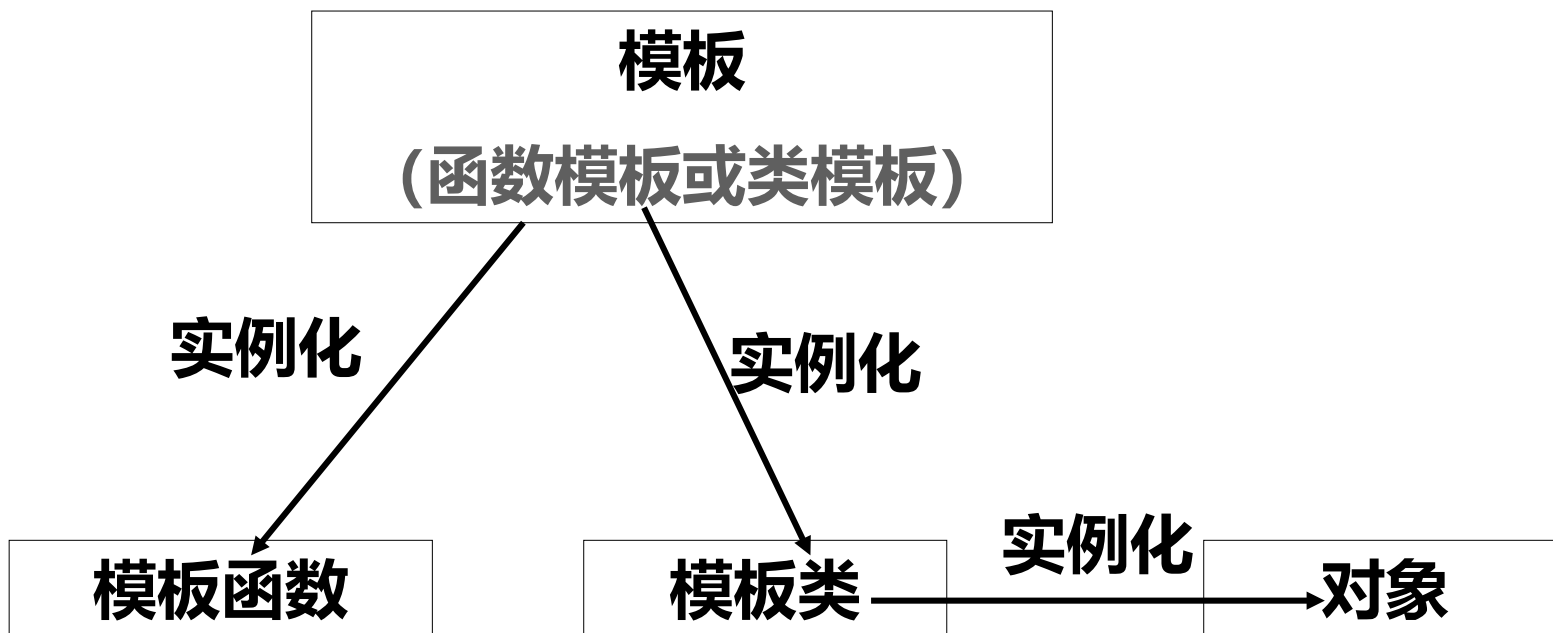 模板
（函数模板或类模板）
实例化
实例化
实例化
模板函数
模板类
对象